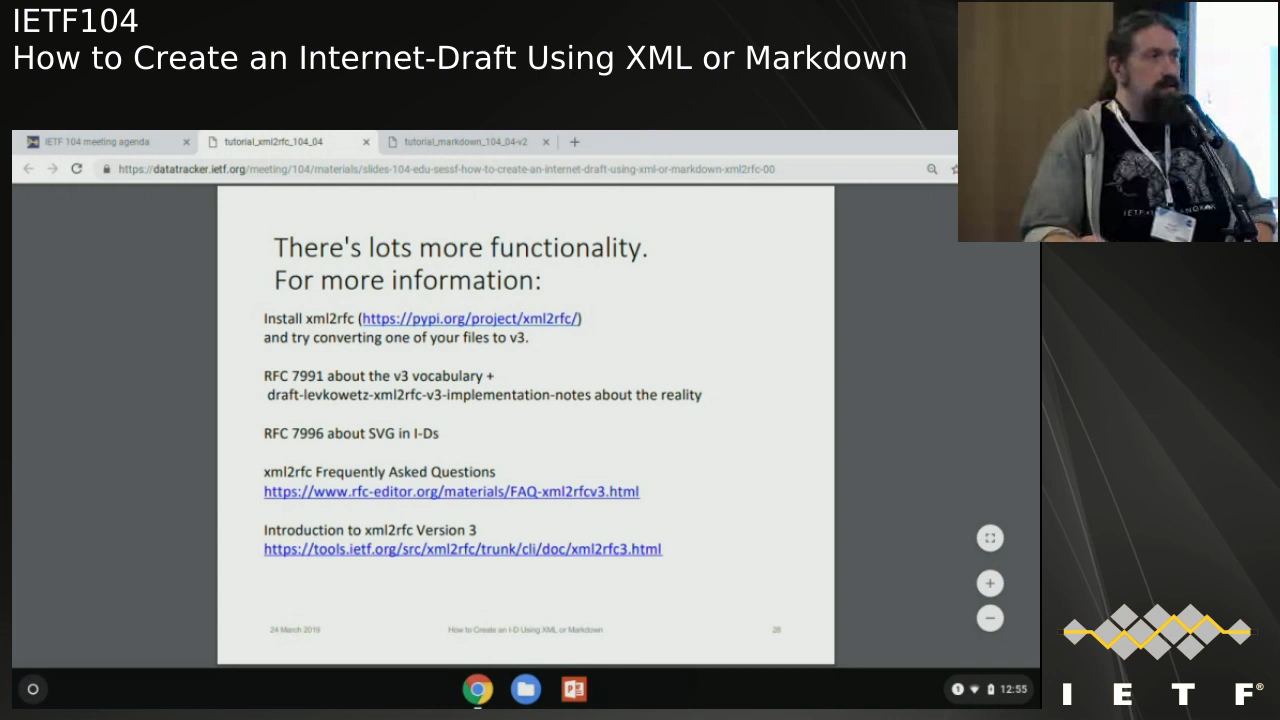 IETF104
How to Create an Internet-Draft Using XML or Markdown
IETF 104 meeting agenda
tutorial_xml2rfc_104_04
tutorial_markdown_104_04-v2
https://datatracker.ietf.org/meeting/104/materials/slides-104-edu-sessf-how-to-create-an-internet-draft-using-xml-or-markdown-xml2rfc-00
There's lots more functionality.
For more information:
Install xml2rfc (https://pypi.org/project/xml2rfc/)
and try converting one of your files to v3.
RFC 7991 about the v3 vocabulary +
draft-levkowetz-xml2rfc-v3-implementation-notes about the reality
RFC 7996 about SVG in I-Ds
xml2rfc Frequently Asked Questions
https://www.rfc-editor.org/materials/FAQ-xml2rfcv3.html
Introduction to xml2rfc Version 3
https://tools.ietf.org/src/xml2rfc/trunk/cli/doc/xml2rfc3.html
24 March 2019
How to Create an I-D Using XML or Markdown
28
12:55
I E T F®